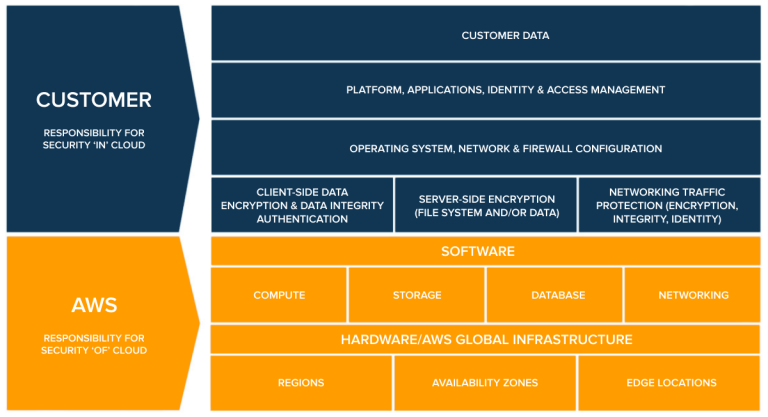 CUSTOMER
RESPONSIBILITY FOR
SECURITY ‘IN’ CLOUD
CUSTOMER DATA
PLATFORM, APPLICATIONS, IDENTITY & ACCESS MANAGEMENT
OPERATING SYSTEM, NETWORK & FIREWALL CONFIGURATION
CLIENT-SIDE DATA
ENCRYPTION & DATA INTEGRITY
AUTHENTICATION
SERVER-SIDE ENCRYPTION
(FILE SYSTEM AND/OR DATA)
NETWORKING TRAFFIC
PROTECTION (ENCRYPTION,
INTEGRITY, IDENTITY)
AWS
RESPONSIBILITY FOR
SECURITY ‘OF’ CLOUD
SOFTWARE
COMPUTE
STORAGE
DATABASE
NETWORKING
HARDWARE/AWS GLOBAL INFRASTRUCTURE
REGIONS
AVAILABILITY ZONES
EDGE LOCATIONS